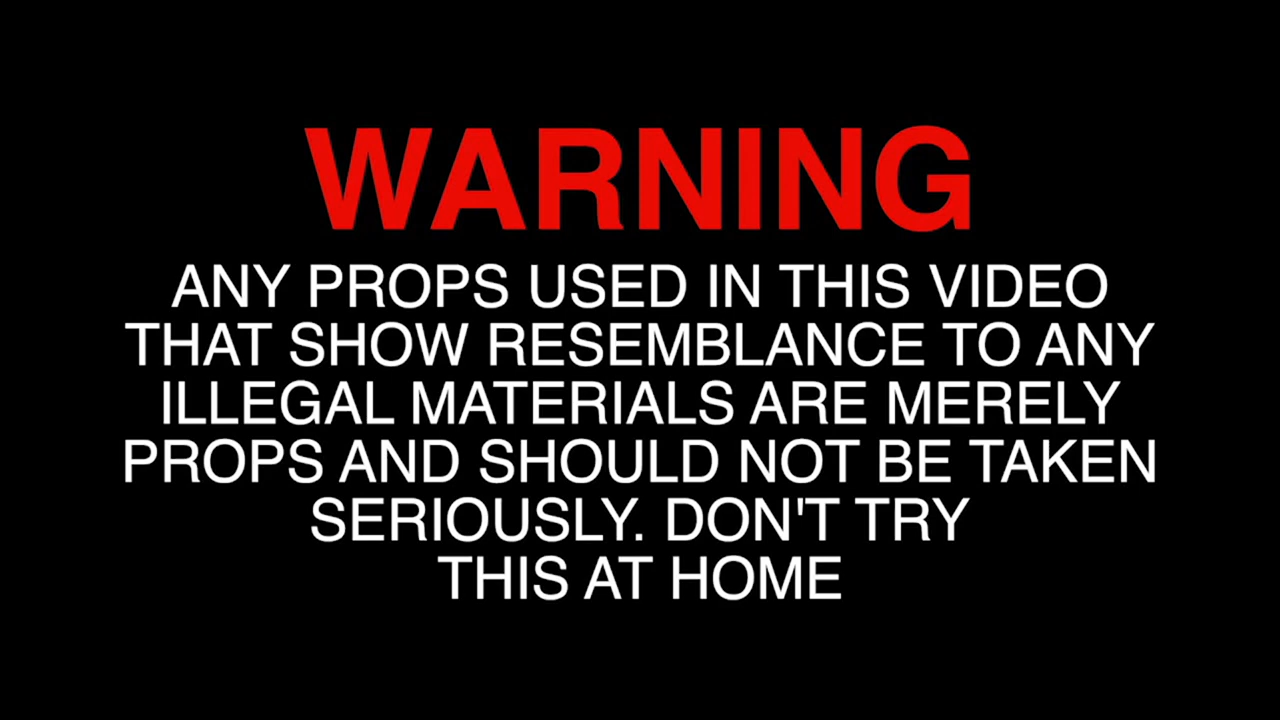 WARNING
ANY PROPS USED IN THIS VIDEO
THAT SHOW RESEMBLANCE TO ANY
ILLEGAL MATERIALS ARE MERELY
PROPS AND SHOULD NOT BE TAKEN
SERIOUSLY. DON'T TRY
THIS AT HOME